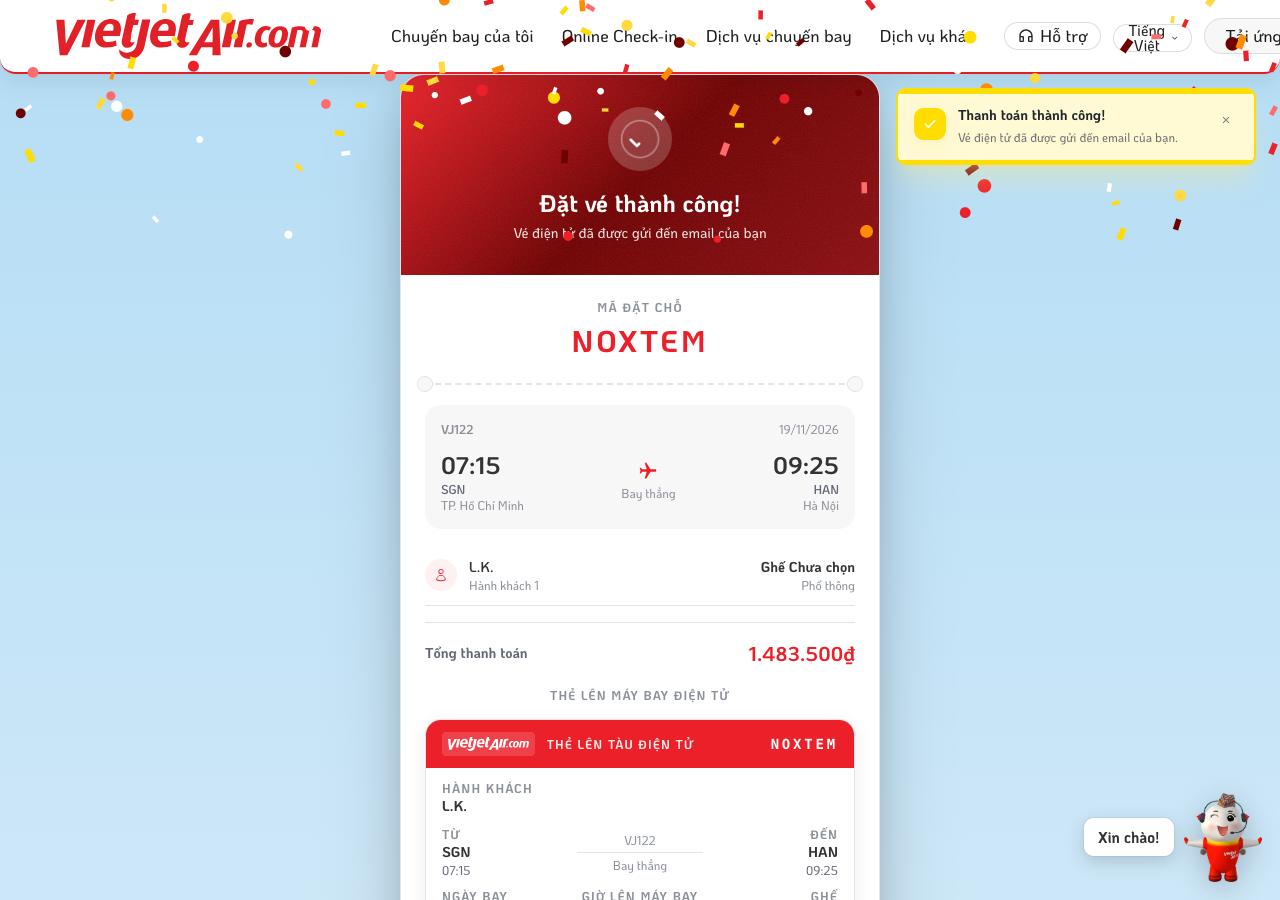 vietjetAir.com
Chuyến bay của tôi
Online Check-in
Dịch vụ chuyến bay
Dịch vụ khá
Hỗ trợ
Tiếng
Việt
Tải ứng
Thanh toán thành công!
Vé điện tử đã được gửi đến email của bạn.
Đặt vé thành công!
Vé điện tử đã được gửi đến email của bạn
MÃ ĐẶT CHỖ
NOXTEM
VJ122 19/11/2026
07:15 09:25
SGN HAN
Bay thẳng
TP. Hồ Chí Minh Hà Nội
L.K. Ghế Chưa chọn
Hành khách 1 Phổ thông
Tổng thanh toán 1.483.500₫
THẺ LÊN MÁY BAY ĐIỆN TỬ
vietjetAir.com THẺ LÊN TÀU ĐIỆN TỬ NOXTEM
HÀNH KHÁCH
L.K.
TỪ VJ122 ĐẾN
SGN HAN
07:15 Bay thẳng 09:25
NGÀY BAY GIỜ LÊN MÁY BAY GHẾ
Xin chào!